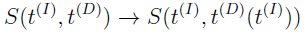 S(t^{(I)}, t^{(D)}) → S(t^{(I)}, t^{(D)}(t^{(I)}))